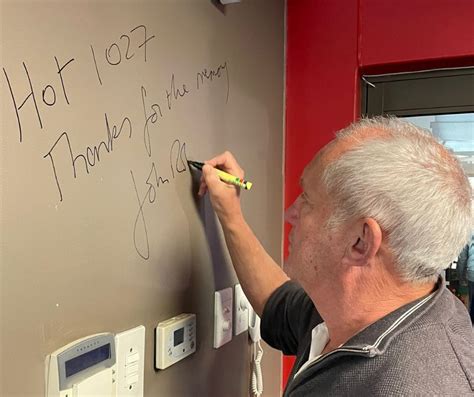 Hot 1027
Thanks for the memory
John R